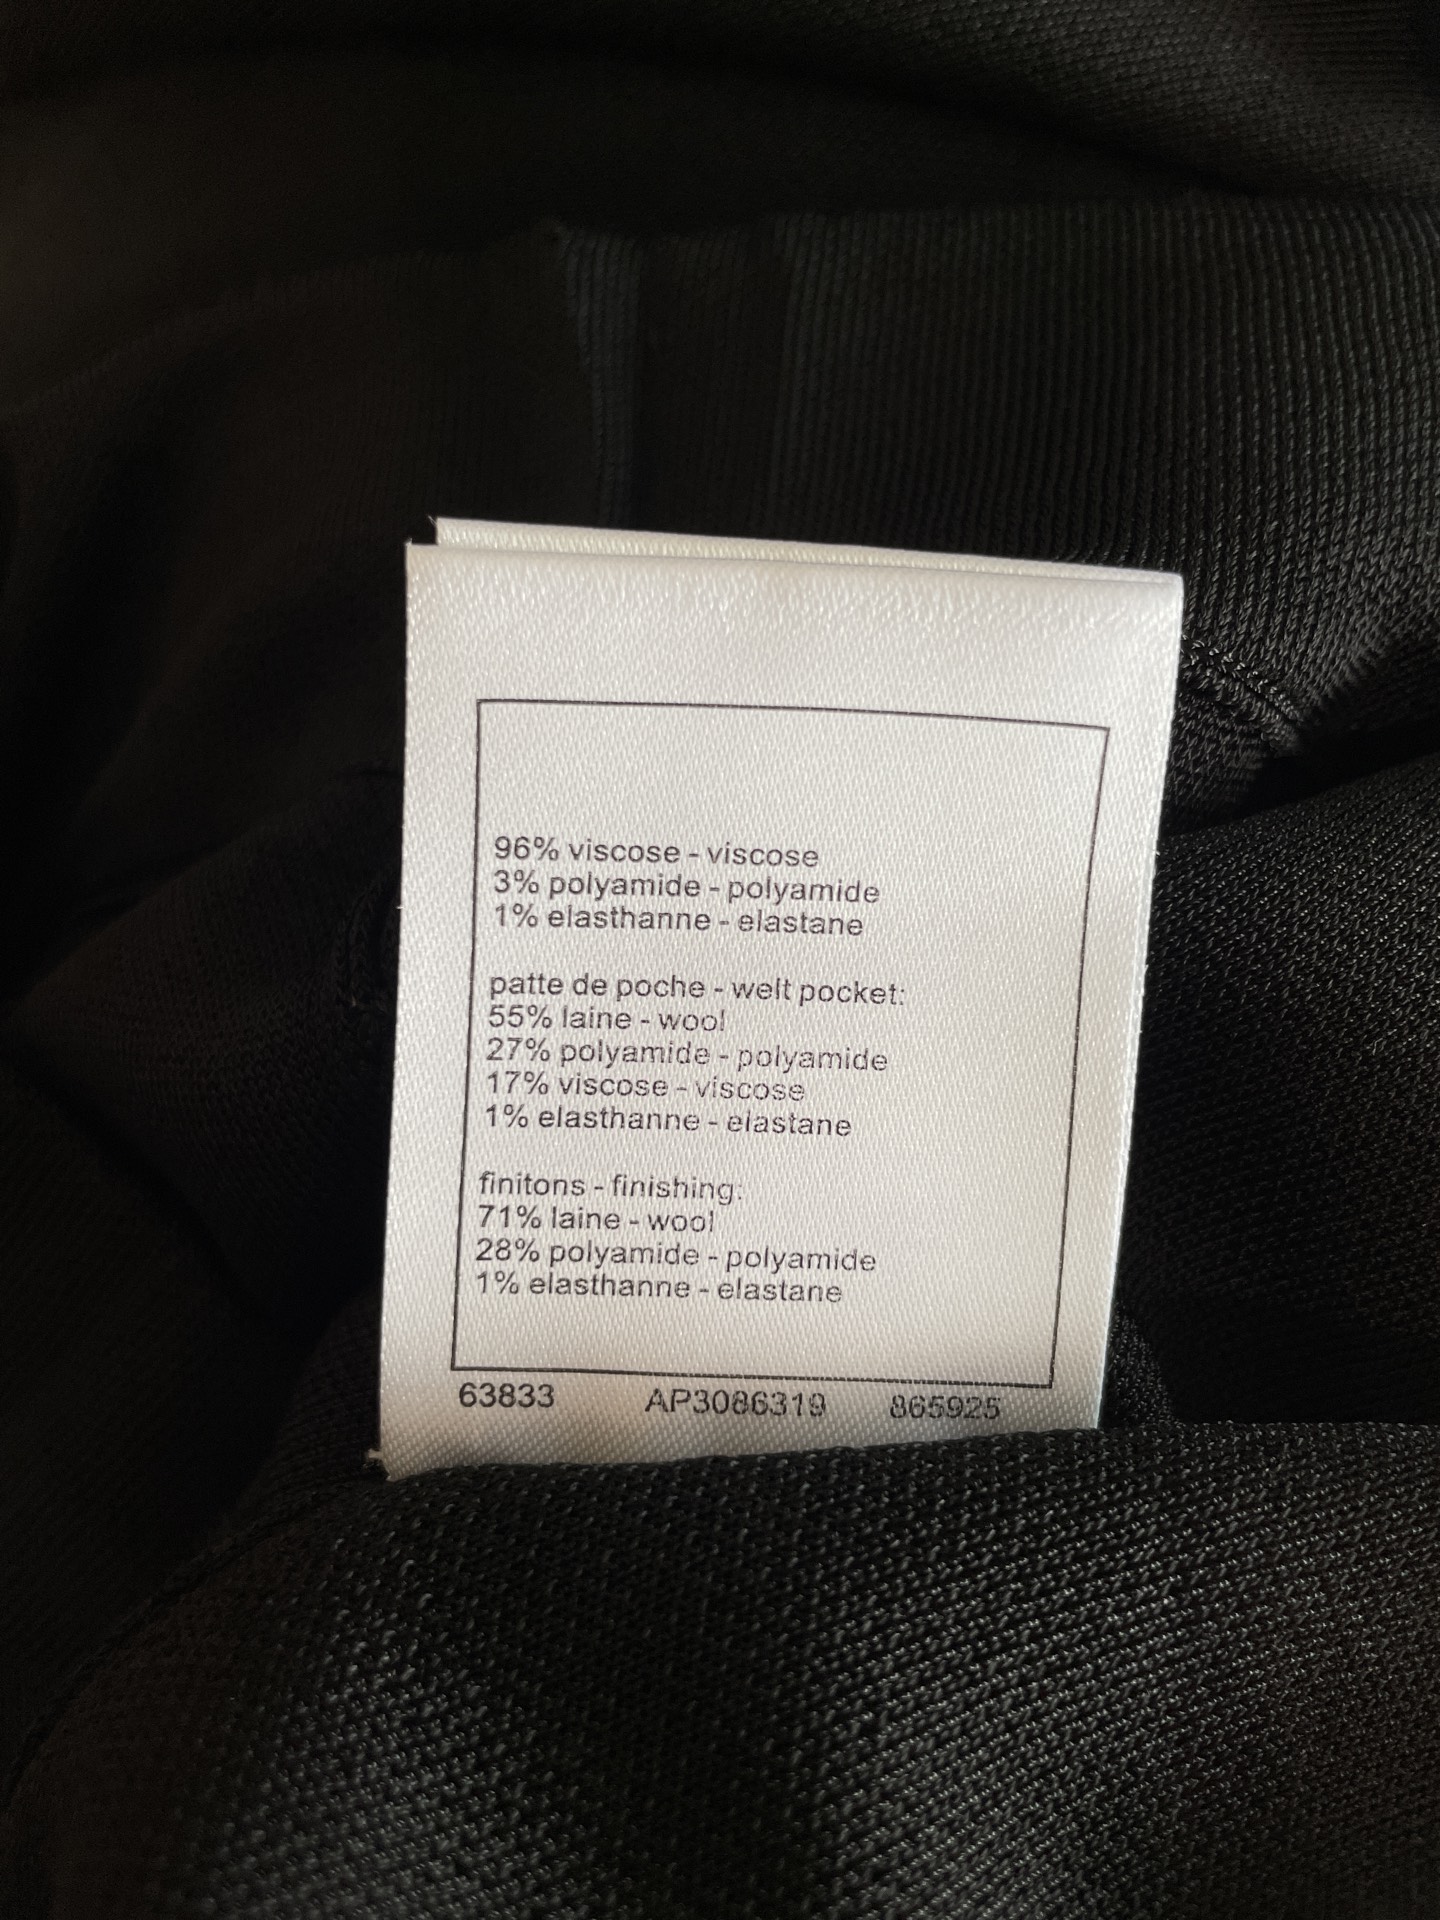 96% viscose - viscose
3% polyamide - polyamide
1% elasthanne - elastane
patte de poche - welt pocket:
55% laine - wool
27% polyamide - polyamide
17% viscose - viscose
1% elasthanne - elastane
finitons - finishing:
71% laine - wool
28% polyamide - polyamide
1% elasthanne - elastane
63833 AP3086319 865925